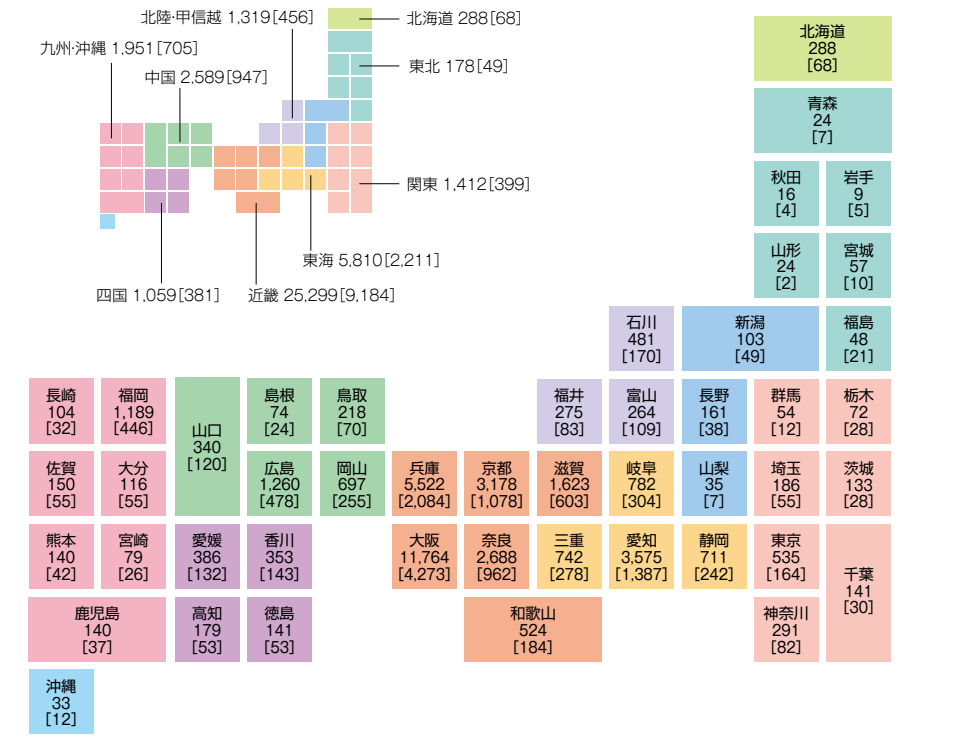 北陸・甲信越 1,319[456]
北海道 288[68]
九州・沖縄 1,951[705]
中国 2,589[947]
東北 178[49]
関東 1,412[399]
東海 5,810[2,211]
四国 1,059[381]
近畿 25,299[9,184]
北海道
288
[68]
青森
24
[7]
秋田
16
[4]
岩手
9
[5]
山形
24
[2]
宮城
57
[10]
石川
481
[170]
新潟
103
[49]
福島
48
[21]
長崎
104
[32]
福岡
1,189
[446]
山口
340
[120]
島根
74
[24]
鳥取
218
[70]
福井
275
[83]
富山
264
[109]
長野
161
[38]
群馬
54
[12]
栃木
72
[28]
佐賀
150
[55]
大分
116
[55]
広島
1,260
[478]
岡山
697
[255]
兵庫
5,522
[2,084]
京都
3,178
[1,078]
滋賀
1,623
[603]
岐阜
782
[304]
山梨
35
[7]
埼玉
186
[55]
茨城
133
[28]
熊本
140
[42]
宮崎
79
[26]
愛媛
386
[132]
香川
353
[143]
大阪
11,764
[4,273]
奈良
2,688
[962]
三重
742
[278]
愛知
3,575
[1,387]
静岡
711
[242]
東京
535
[164]
千葉
141
[30]
鹿児島
140
[37]
高知
179
[53]
徳島
141
[53]
和歌山
524
[184]
神奈川
291
[82]
沖縄
33
[12]